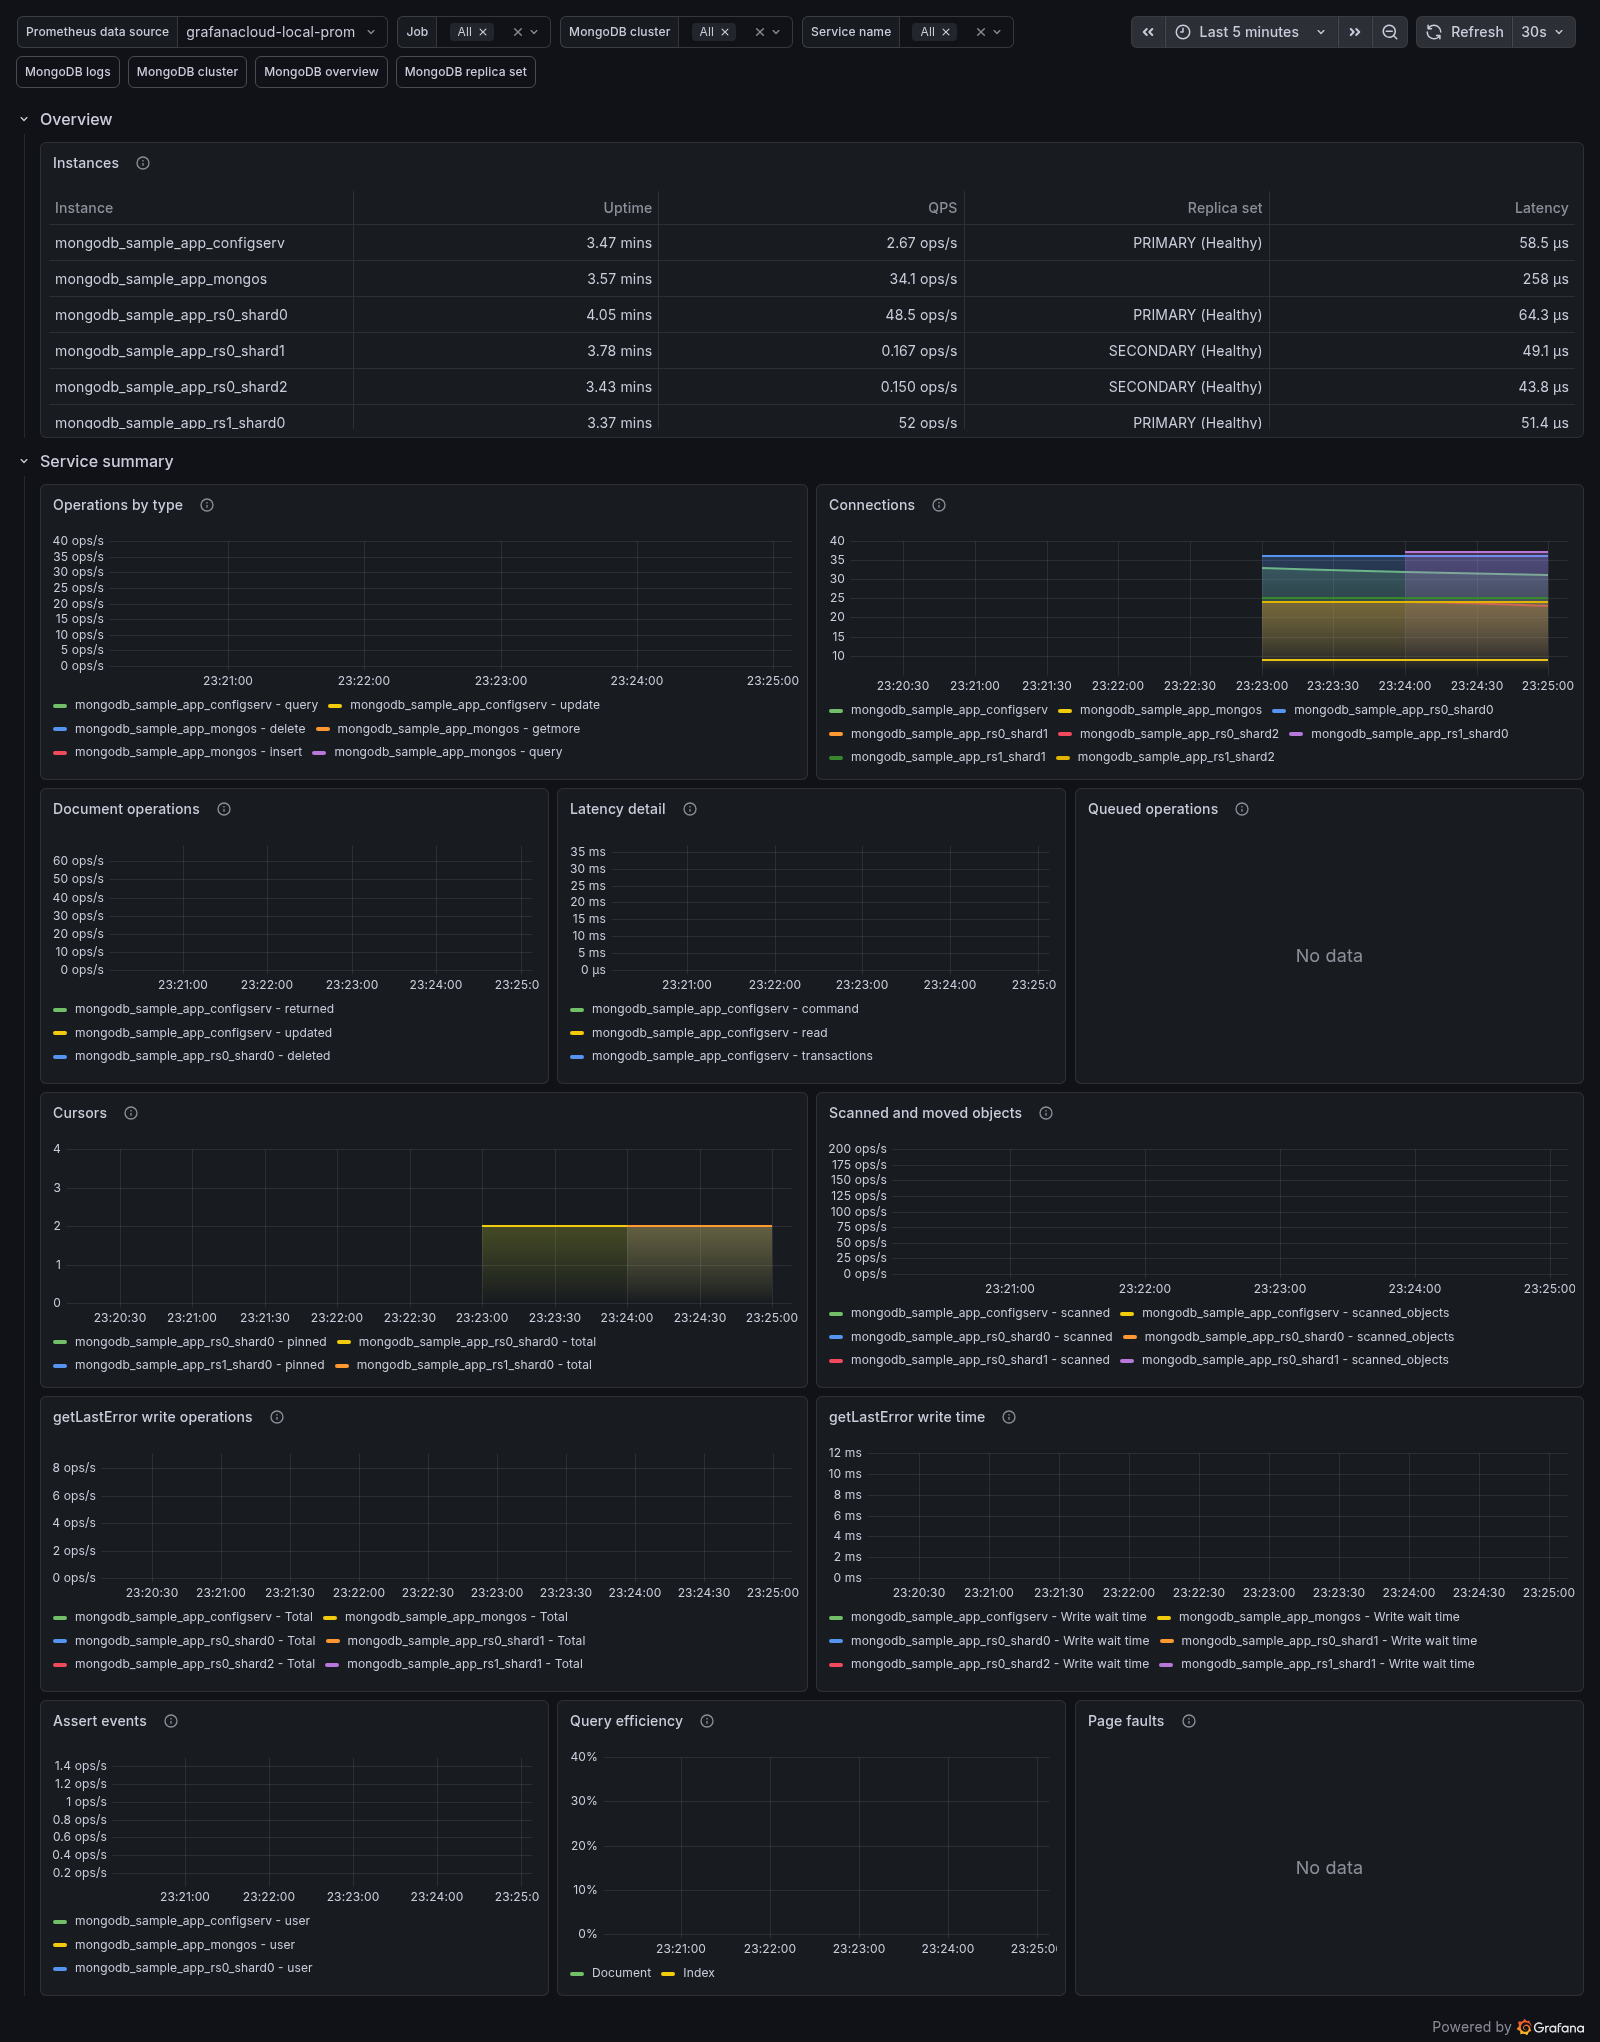 Prometheus data source grafanacloud-local-prom Job All MongoDB cluster All Service name All Last 5 minutes Refresh 30s
MongoDB logs MongoDB cluster MongoDB overview MongoDB replica set
Overview
Instances
Instance Uptime QPS Replica set Latency
mongodb_sample_app_configserv 3.47 mins 2.67 ops/s PRIMARY (Healthy) 58.5 µs
mongodb_sample_app_mongos 3.57 mins 34.1 ops/s 258 µs
mongodb_sample_app_rs0_shard0 4.05 mins 48.5 ops/s PRIMARY (Healthy) 64.3 µs
mongodb_sample_app_rs0_shard1 3.78 mins 0.167 ops/s SECONDARY (Healthy) 49.1 µs
mongodb_sample_app_rs0_shard2 3.43 mins 0.150 ops/s SECONDARY (Healthy) 43.8 µs
mongodb_sample_app_rs1_shard0 3.37 mins 52 ops/s PRIMARY (Healthy) 51.4 µs
Service summary
Operations by type
40 ops/s
35 ops/s
30 ops/s
25 ops/s
20 ops/s
15 ops/s
10 ops/s
5 ops/s
0 ops/s
23:21:00 23:22:00 23:23:00 23:24:00 23:25:00
mongodb_sample_app_configserv - query mongodb_sample_app_configserv - update
mongodb_sample_app_mongos - delete mongodb_sample_app_mongos - getmore
mongodb_sample_app_mongos - insert mongodb_sample_app_mongos - query
Connections
40
35
30
25
20
15
10
23:20:30 23:21:00 23:21:30 23:22:00 23:22:30 23:23:00 23:23:30 23:24:00 23:24:30 23:25:00
mongodb_sample_app_configserv mongodb_sample_app_mongos mongodb_sample_app_rs0_shard0
mongodb_sample_app_rs0_shard1 mongodb_sample_app_rs0_shard2 mongodb_sample_app_rs1_shard0
mongodb_sample_app_rs1_shard1 mongodb_sample_app_rs1_shard2
Document operations
60 ops/s
50 ops/s
40 ops/s
30 ops/s
20 ops/s
10 ops/s
0 ops/s
23:21:00 23:22:00 23:23:00 23:24:00 23:25:0
mongodb_sample_app_configserv - returned
mongodb_sample_app_configserv - updated
mongodb_sample_app_rs0_shard0 - deleted
Latency detail
35 ms
30 ms
25 ms
20 ms
15 ms
10 ms
5 ms
0 µs
23:21:00 23:22:00 23:23:00 23:24:00 23:25:0
mongodb_sample_app_configserv - command
mongodb_sample_app_configserv - read
mongodb_sample_app_configserv - transactions
Queued operations
No data
Cursors
4
3
2
1
0
23:20:30 23:21:00 23:21:30 23:22:00 23:22:30 23:23:00 23:23:30 23:24:00 23:24:30 23:25:00
mongodb_sample_app_rs0_shard0 - pinned mongodb_sample_app_rs0_shard0 - total
mongodb_sample_app_rs1_shard0 - pinned mongodb_sample_app_rs1_shard0 - total
Scanned and moved objects
200 ops/s
175 ops/s
150 ops/s
125 ops/s
100 ops/s
75 ops/s
50 ops/s
25 ops/s
0 ops/s
23:21:00 23:22:00 23:23:00 23:24:00 23:25:00
mongodb_sample_app_configserv - scanned mongodb_sample_app_configserv - scanned_objects
mongodb_sample_app_rs0_shard0 - scanned mongodb_sample_app_rs0_shard0 - scanned_objects
mongodb_sample_app_rs0_shard1 - scanned mongodb_sample_app_rs0_shard1 - scanned_objects
getLastError write operations
8 ops/s
6 ops/s
4 ops/s
2 ops/s
0 ops/s
23:20:30 23:21:00 23:21:30 23:22:00 23:22:30 23:23:00 23:23:30 23:24:00 23:24:30 23:25:00
mongodb_sample_app_configserv - Total mongodb_sample_app_mongos - Total
mongodb_sample_app_rs0_shard0 - Total mongodb_sample_app_rs0_shard1 - Total
mongodb_sample_app_rs0_shard2 - Total mongodb_sample_app_rs1_shard1 - Total
getLastError write time
12 ms
10 ms
8 ms
6 ms
4 ms
2 ms
0 ms
23:20:30 23:21:00 23:21:30 23:22:00 23:22:30 23:23:00 23:23:30 23:24:00 23:24:30 23:25:00
mongodb_sample_app_configserv - Write wait time mongodb_sample_app_mongos - Write wait time
mongodb_sample_app_rs0_shard0 - Write wait time mongodb_sample_app_rs0_shard1 - Write wait time
mongodb_sample_app_rs0_shard2 - Write wait time mongodb_sample_app_rs1_shard1 - Write wait time
Assert events
1.4 ops/s
1.2 ops/s
1 ops/s
0.8 ops/s
0.6 ops/s
0.4 ops/s
0.2 ops/s
23:21:00 23:22:00 23:23:00 23:24:00 23:25:0
mongodb_sample_app_configserv - user
mongodb_sample_app_mongos - user
mongodb_sample_app_rs0_shard0 - user
Query efficiency
40%
30%
20%
10%
0%
23:21:00 23:22:00 23:23:00 23:24:00 23:25:0
Document Index
Page faults
No data
Powered by Grafana